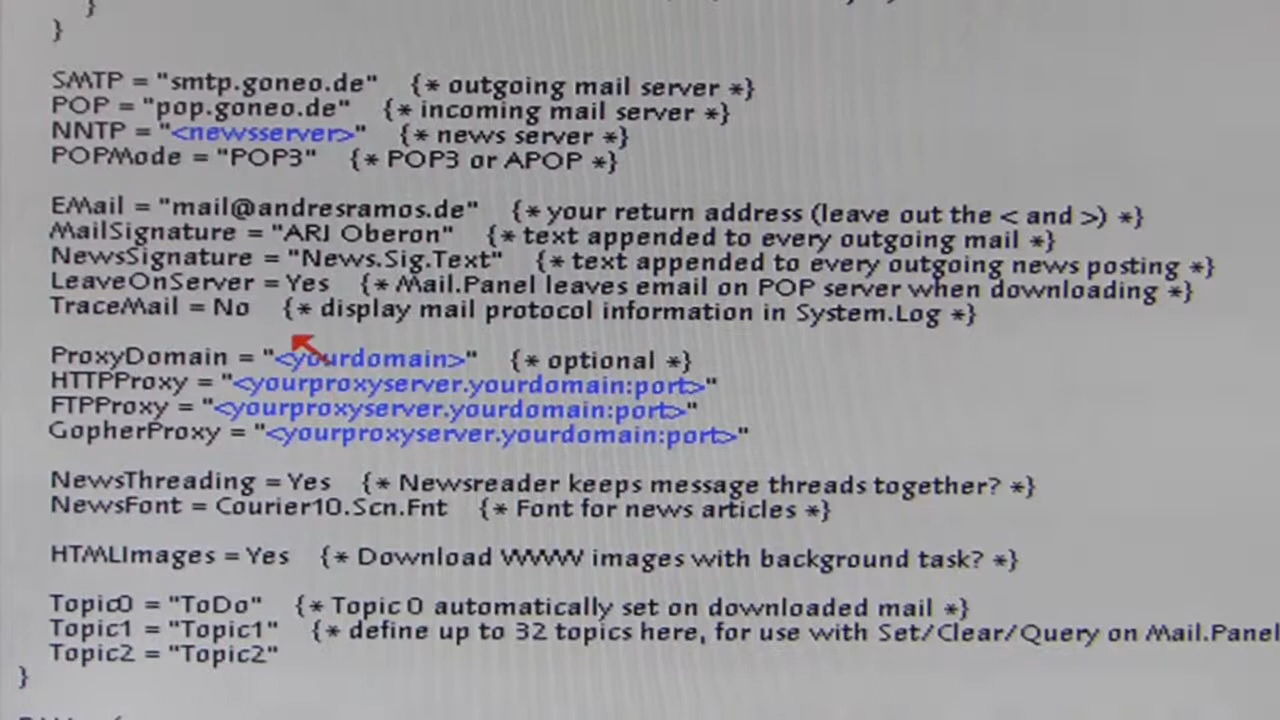 }
}
SMTP = "smtp.goneo.de" {* outgoing mail server *}
POP = "pop.goneo.de" {* incoming mail server *}
NNTP = "<newsserver>" {* news server *}
POPMode = "POP3" {* POP3 or APOP *}
EMail = "mail@andresramos.de" {* your return address (leave out the < and >) *}
MailSignature = "ARJ Oberon" {* text appended to every outgoing mail *}
NewsSignature = "News.Sig.Text" {* text appended to every outgoing news posting *}
LeaveOnServer = Yes {* Mail.Panel leaves email on POP server when downloading *}
TraceMail = No {* display mail protocol information in System.Log *}
ProxyDomain = "<yourdomain>" {* optional *}
HTTPProxy = "<yourproxyserver.yourdomain:port>"
FTPProxy = "<yourproxyserver.yourdomain:port>"
GopherProxy = "<yourproxyserver.yourdomain:port>"
NewsThreading = Yes {* Newsreader keeps message threads together? *}
NewsFont = Courier10.Scn.Fnt {* Font for news articles *}
HTMLImages = Yes {* Download WWW images with background task? *}
Topic0 = "ToDo" {* Topic 0 automatically set on downloaded mail *}
Topic1 = "Topic1" {* define up to 32 topics here, for use with Set/Clear/Query on Mail.Panel
Topic2 = "Topic2"
}